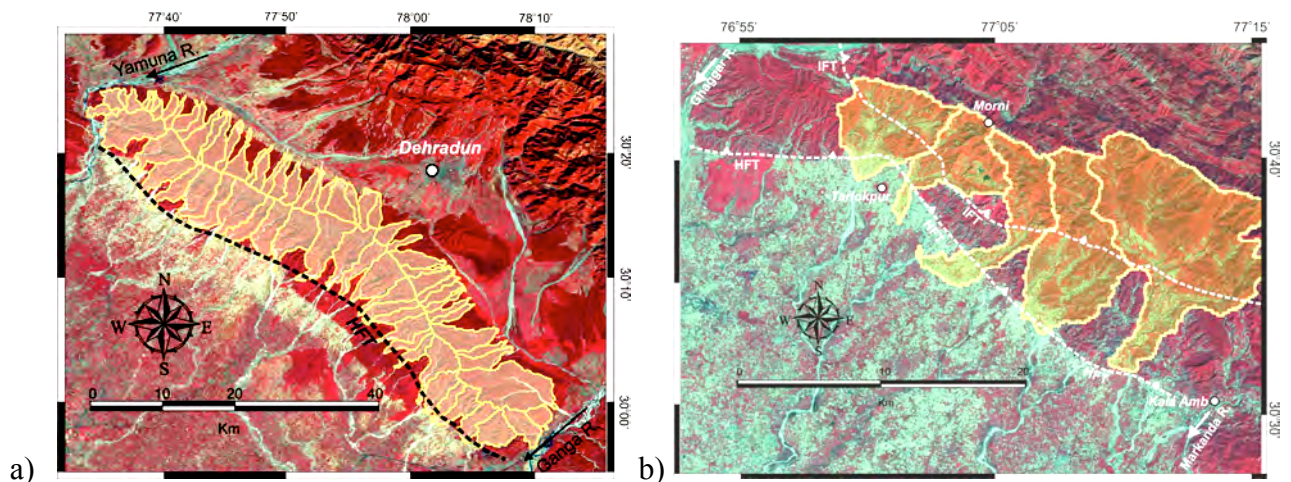 77°40'
77°50'
78°00'
78°10'
Yamuna R.
Dehradun
30°20'
30°10'
30°00'
HFT
N
W E
S
0 10 20 40
Km
Ganga R.
a)
76°55'
77°05'
77°15'
Ghaggar R.
IFT
Morni
HFT
30°40'
IFT
0 10 20
Km
N
W E
S
Kala Amb
30°30'
Markanda R.
b)